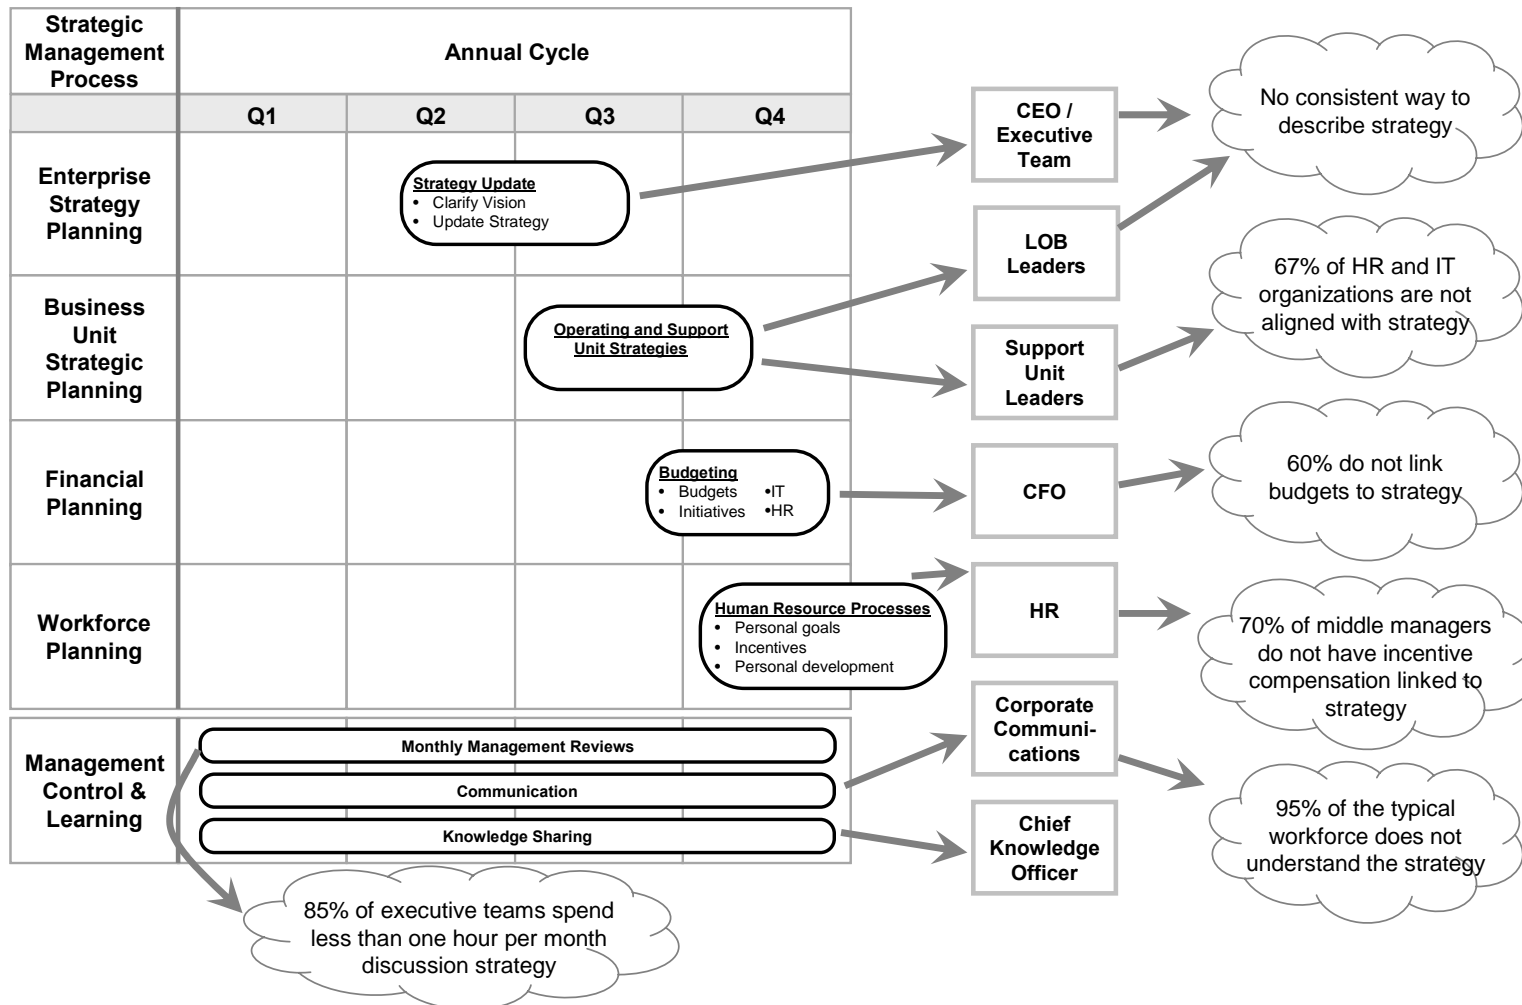 Strategic
Management
Process
Annual Cycle
Q1
Q2
Q3
Q4
Enterprise
Strategy
Planning
Strategy Update
• Clarify Vision
• Update Strategy
Business
Unit
Strategic
Planning
Operating and Support
Unit Strategies
Financial
Planning
Budgeting
• Budgets •IT
• Initiatives •HR
Workforce
Planning
Human Resource Processes
• Personal goals
• Incentives
• Personal development
Management
Control &
Learning
Monthly Management Reviews
Communication
Knowledge Sharing
CEO /
Executive
Team
LOB
Leaders
Support
Unit
Leaders
CFO
HR
Corporate
Communi-
cations
Chief
Knowledge
Officer
No consistent way to
describe strategy
67% of HR and IT
organizations are not
aligned with strategy
60% do not link
budgets to strategy
70% of middle managers
do not have incentive
compensation linked to
strategy
95% of the typical
workforce does not
understand the strategy
85% of executive teams spend
less than one hour per month
discussion strategy